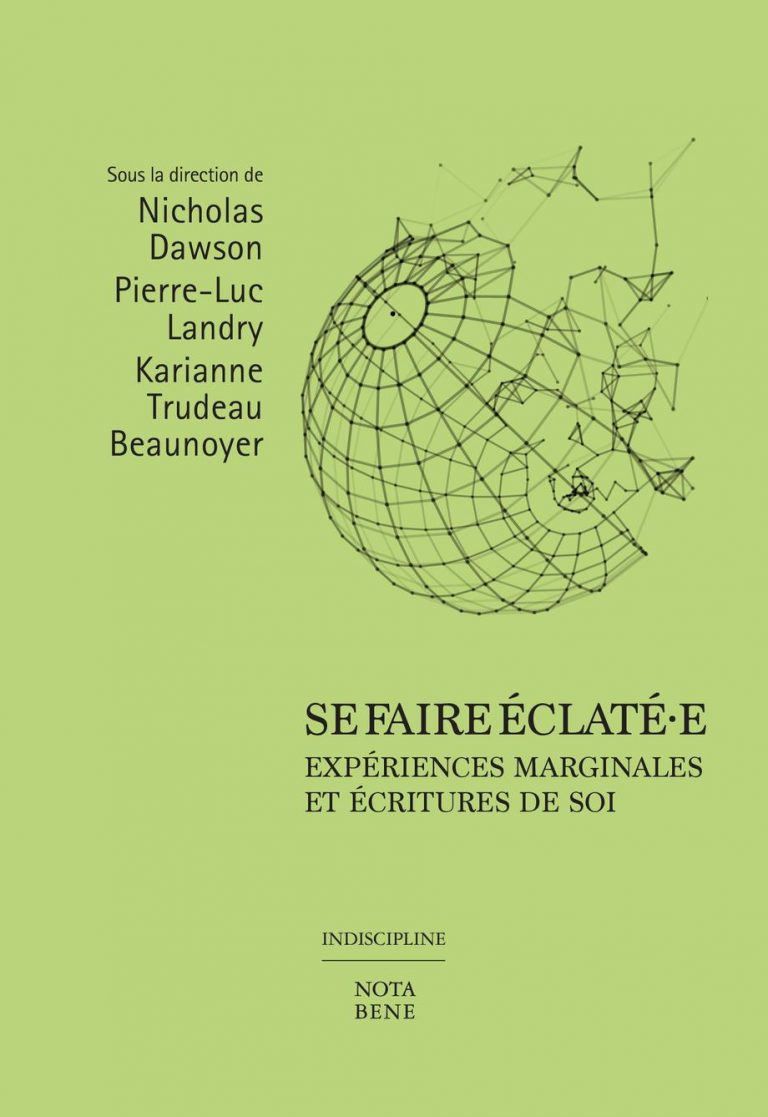 Sous la direction de
Nicholas
Dawson
Pierre-Luc
Landry
Karianne
Trudeau
Beaunoyer
SE FAIRE ÉCLATÉ·E
EXPÉRIENCES MARGINALES
ET ÉCRITURES DE SOI
INDISCIPLINE
NOTA
BENE